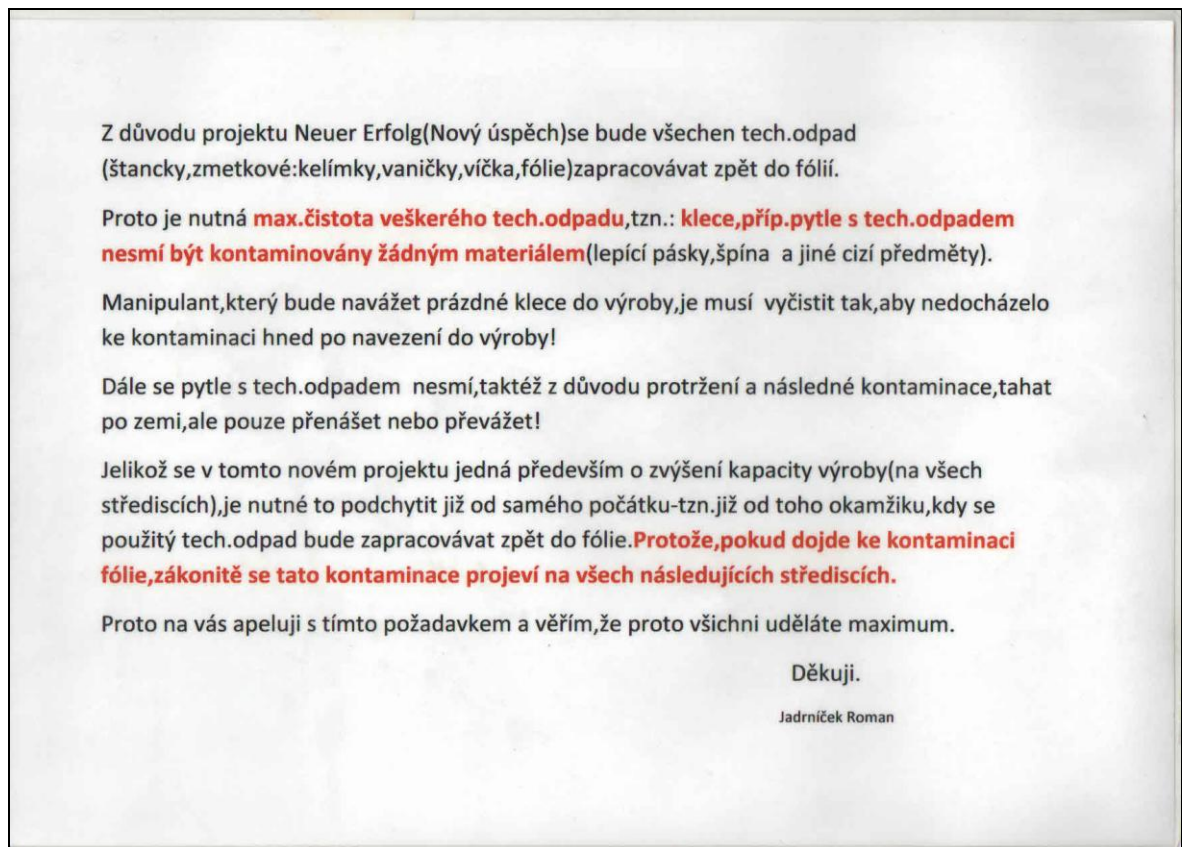 Z důvodu projektu Neuer Erfolg(Nový úspěch)se bude všechen tech.odpad
(štancky,zmetkové:kelímky,vaničky,víčka,fólie)zapracovávat zpět do fólií.
Proto je nutná max.čistota veškerého tech.odpadu,tzn.: klece,příp.pytle s tech.odpadem
nesmí být kontaminovány žádným materiálem(lepící pásky,špína  a jiné cizí předměty).
Manipulant,který bude navážet prázdné klece do výroby,je musí  vyčistit tak,aby nedocházelo
ke kontaminaci hned po navezení do výroby!
Dále se pytle s tech.odpadem  nesmí,taktéž z důvodu protržení a následné kontaminace,tahat
po zemi,ale pouze přenášet nebo převážet!
Jelikož se v tomto novém projektu jedná především o zvýšení kapacity výroby(na všech
střediscích),je nutné to podchytit již od samého počátku-tzn.již od toho okamžiku,kdy se
použitý tech.odpad bude zapracovávat zpět do fólie.Protože,pokud dojde ke kontaminaci
fólie,zákonitě se tato kontaminace projeví na všech následujících střediscích.
Proto na vás apeluji s tímto požadavkem a věřím,že proto všichni uděláte maximum.
Děkuji.
Jadrníček Roman